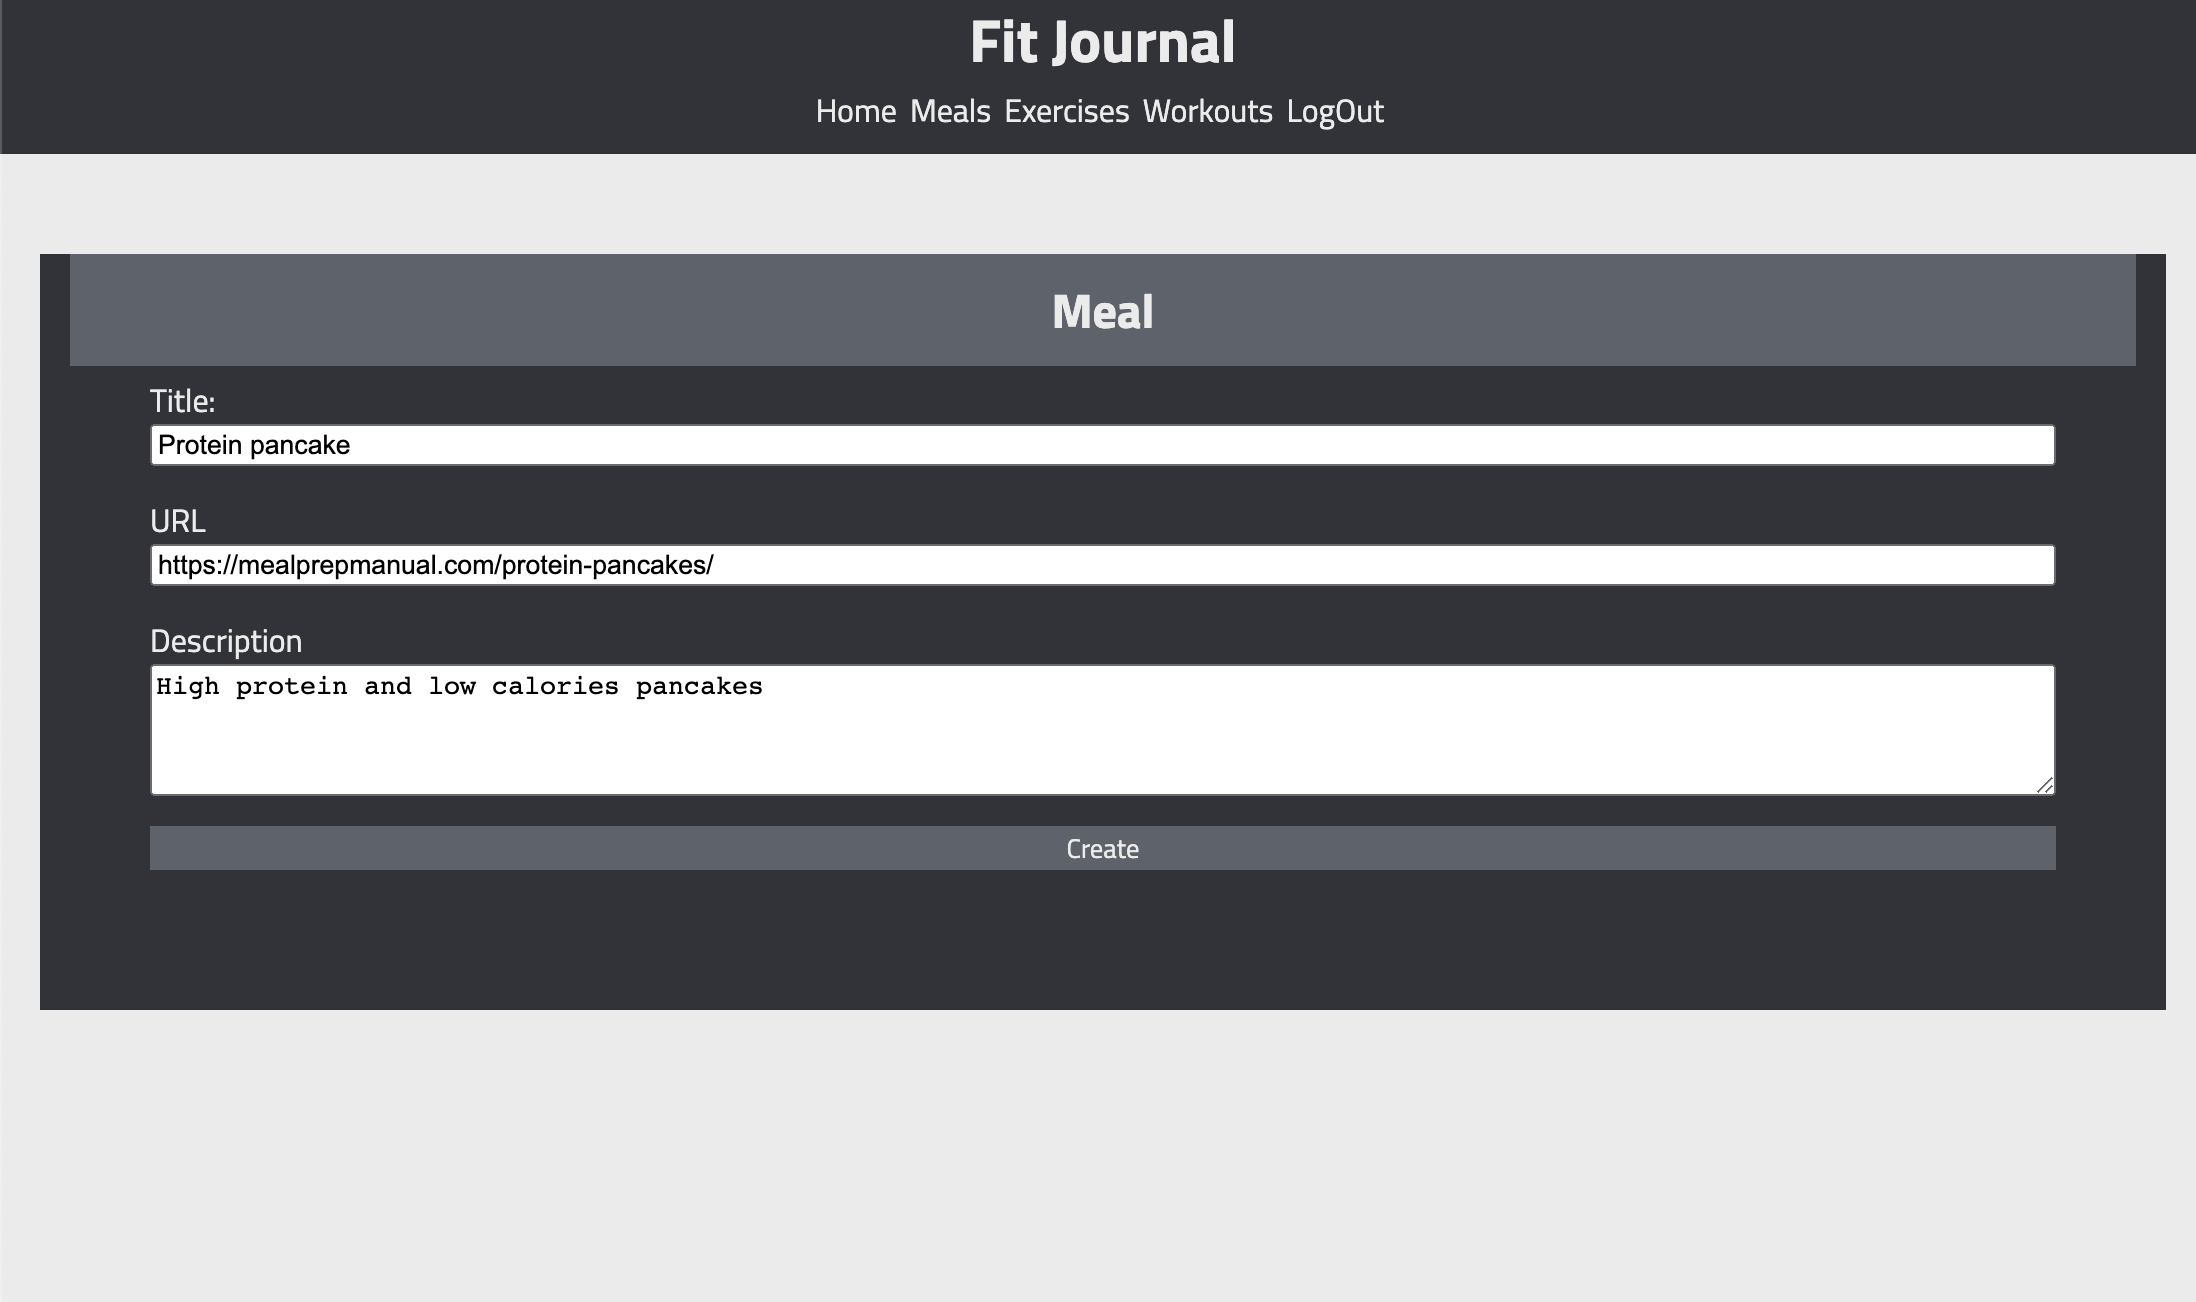 Fit Journal
Home Meals Exercises Workouts LogOut
Meal
Title:
Protein pancake
URL
https://mealprepmanual.com/protein-pancakes/
Description
High protein and low calories pancakes
Create